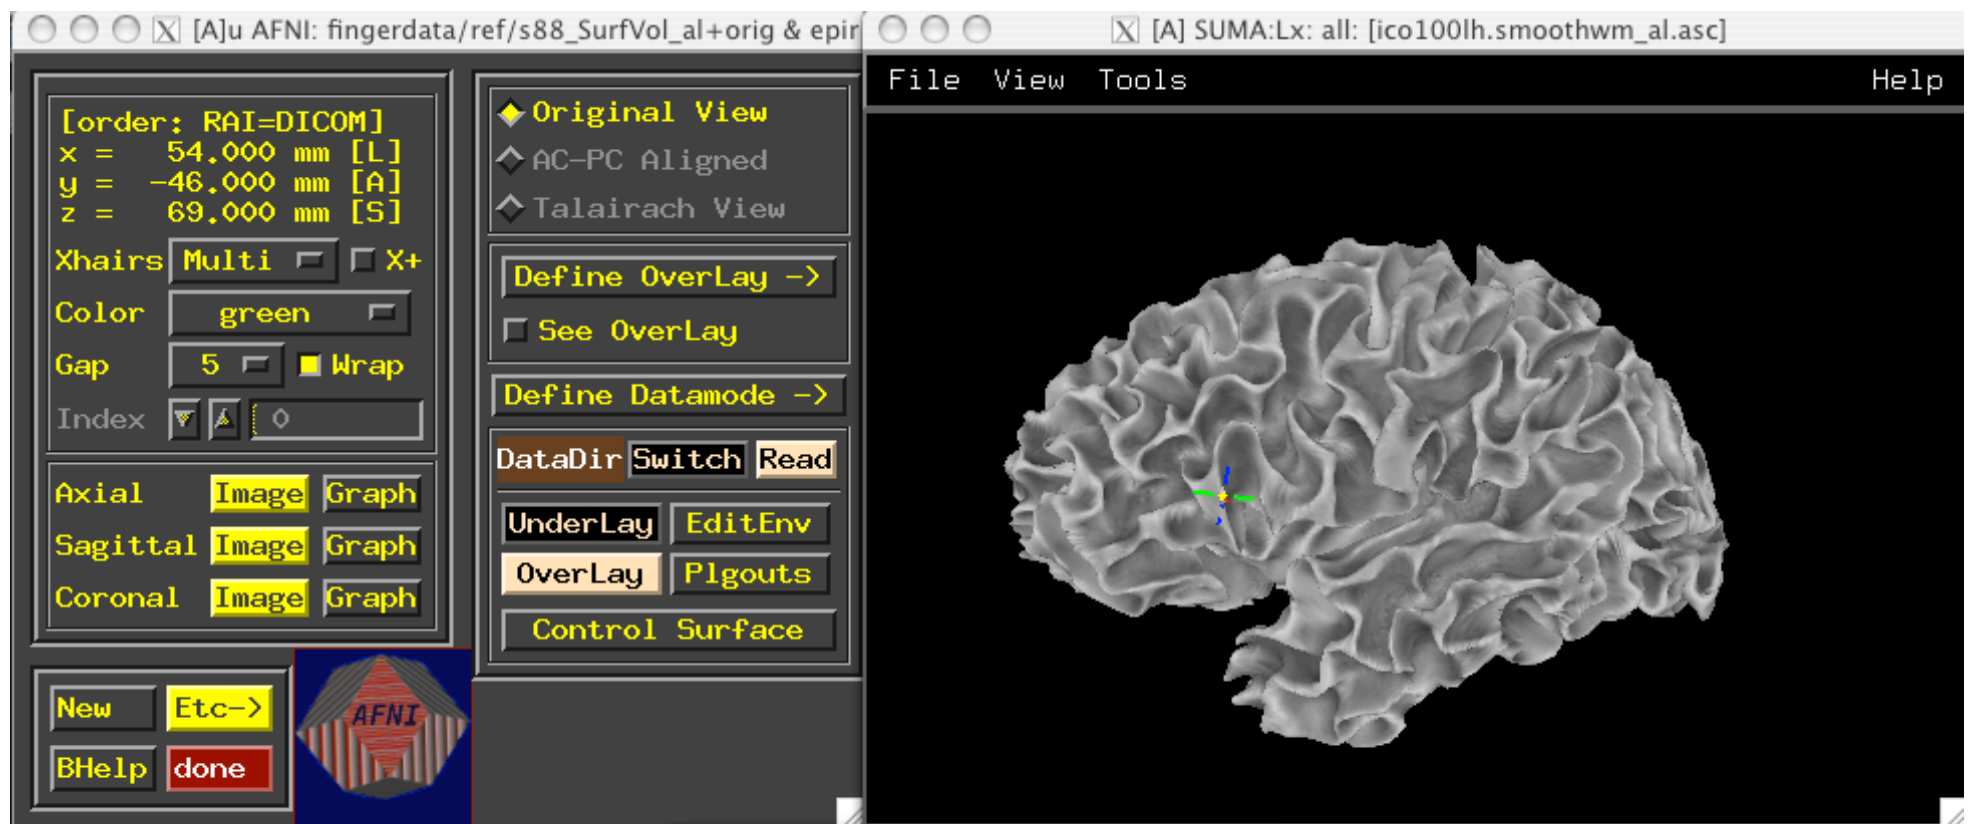 [A]u AFNI: fingerdata/ref/s88_SurfVol_al+orig & epir
[order: RAI=DICOM]
x = 54.000 mm [L]
y = -46.000 mm [A]
z = 69.000 mm [S]
Xhairs Multi X+
Color green
Gap 5 Wrap
Index 0
Axial Image Graph
Sagittal Image Graph
Coronal Image Graph
New Etc->
BHelp done
AFNI
Original View
AC-PC Aligned
Talairach View
Define OverLay ->
See OverLay
Define Datamode ->
DataDir Switch Read
UnderLay EditEnv
OverLay Plgouts
Control Surface
X [A] SUMA:Lx: all: [ico100lh.smoothwm_al.asc]
File View Tools Help